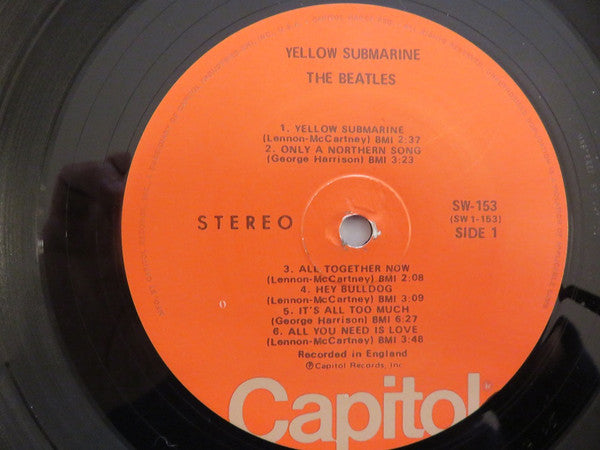 YELLOW SUBMARINE
THE BEATLES
1. YELLOW SUBMARINE
(Lennon-McCartney) BMI 2:37
2. ONLY A NORTHERN SONG
(George Harrison) BMI 3:23
STEREO
SW-153
(SW 1-153)
SIDE 1
3. ALL TOGETHER NOW
(Lennon-McCartney) BMI 2:08
4. HEY BULLDOG
(Lennon-McCartney) BMI 3:09
5. IT'S ALL TOO MUCH
(George Harrison) BMI 6:27
6. ALL YOU NEED IS LOVE
(Lennon-McCartney) BMI 3:48
Recorded in England
℗ Capitol Records, Inc.
Capitol